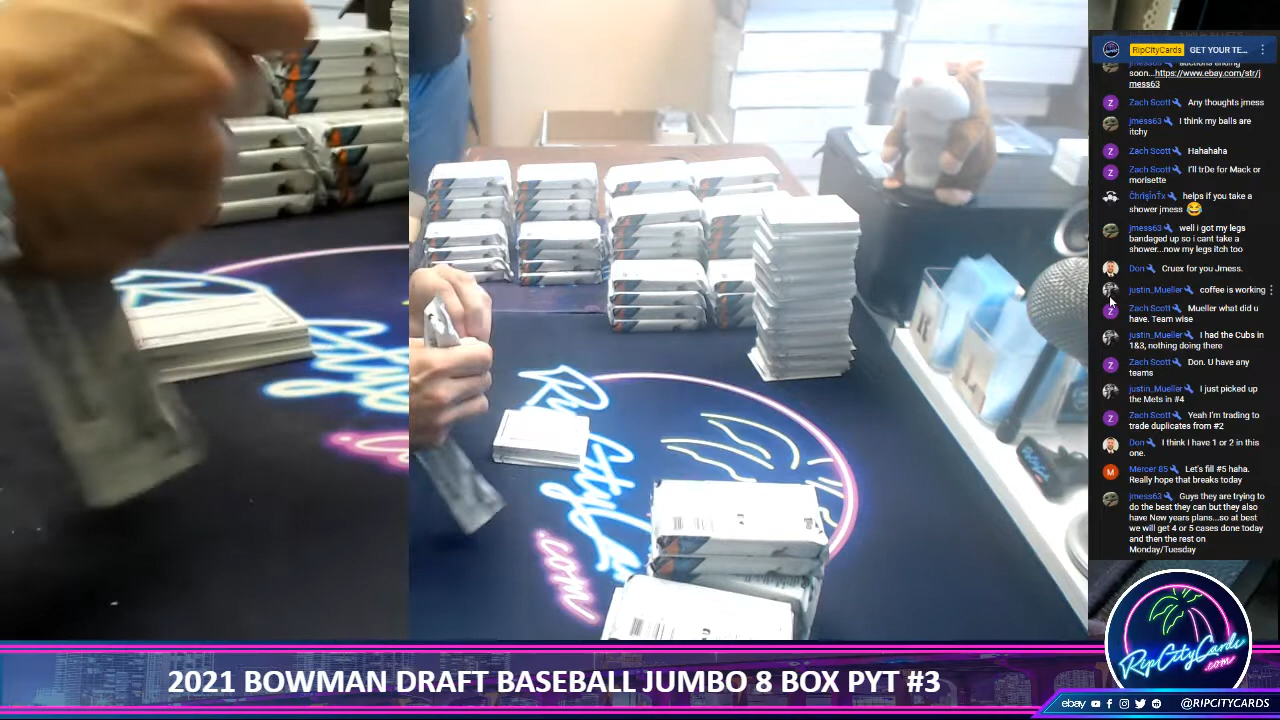 RipCityCards GET YOUR TE...
auctions ending
soon...https://www.ebay.com/str/j
mess63
Zach Scott Any thoughts jmess
jmess63 I think my balls are
itchy
Zach Scott Hahahaha
Zach Scott I'll trDe for Mack or
morisette
helps if you take a
shower jmess 😂
jmess63 well i got my legs
bandaged up so i cant take a
shower...now my legs itch too
Don Cruex for you Jmess.
justin_Mueller coffee is working
Zach Scott Mueller what did u
have. Team wise
justin_Mueller I had the Cubs in
1&3, nothing doing there
Zach Scott Don. U have any
teams
justin_Mueller I just picked up
the Mets in #4
Zach Scott Yeah I'm trading to
trade duplicates from #2
Don I think I have 1 or 2 in this
one.
Mercer 85 Let's fill #5 haha.
Really hope that breaks today
jmess63 Guys they are trying to
do the best they can but they also
have New years plans...so at best
we will get 4 or 5 cases done today
and then the rest on
Monday/Tuesday
Rip
City
.com
RipCityCards
.com
2021 BOWMAN DRAFT BASEBALL JUMBO 8 BOX PYT #3
ebay @RIPCITYCARDS